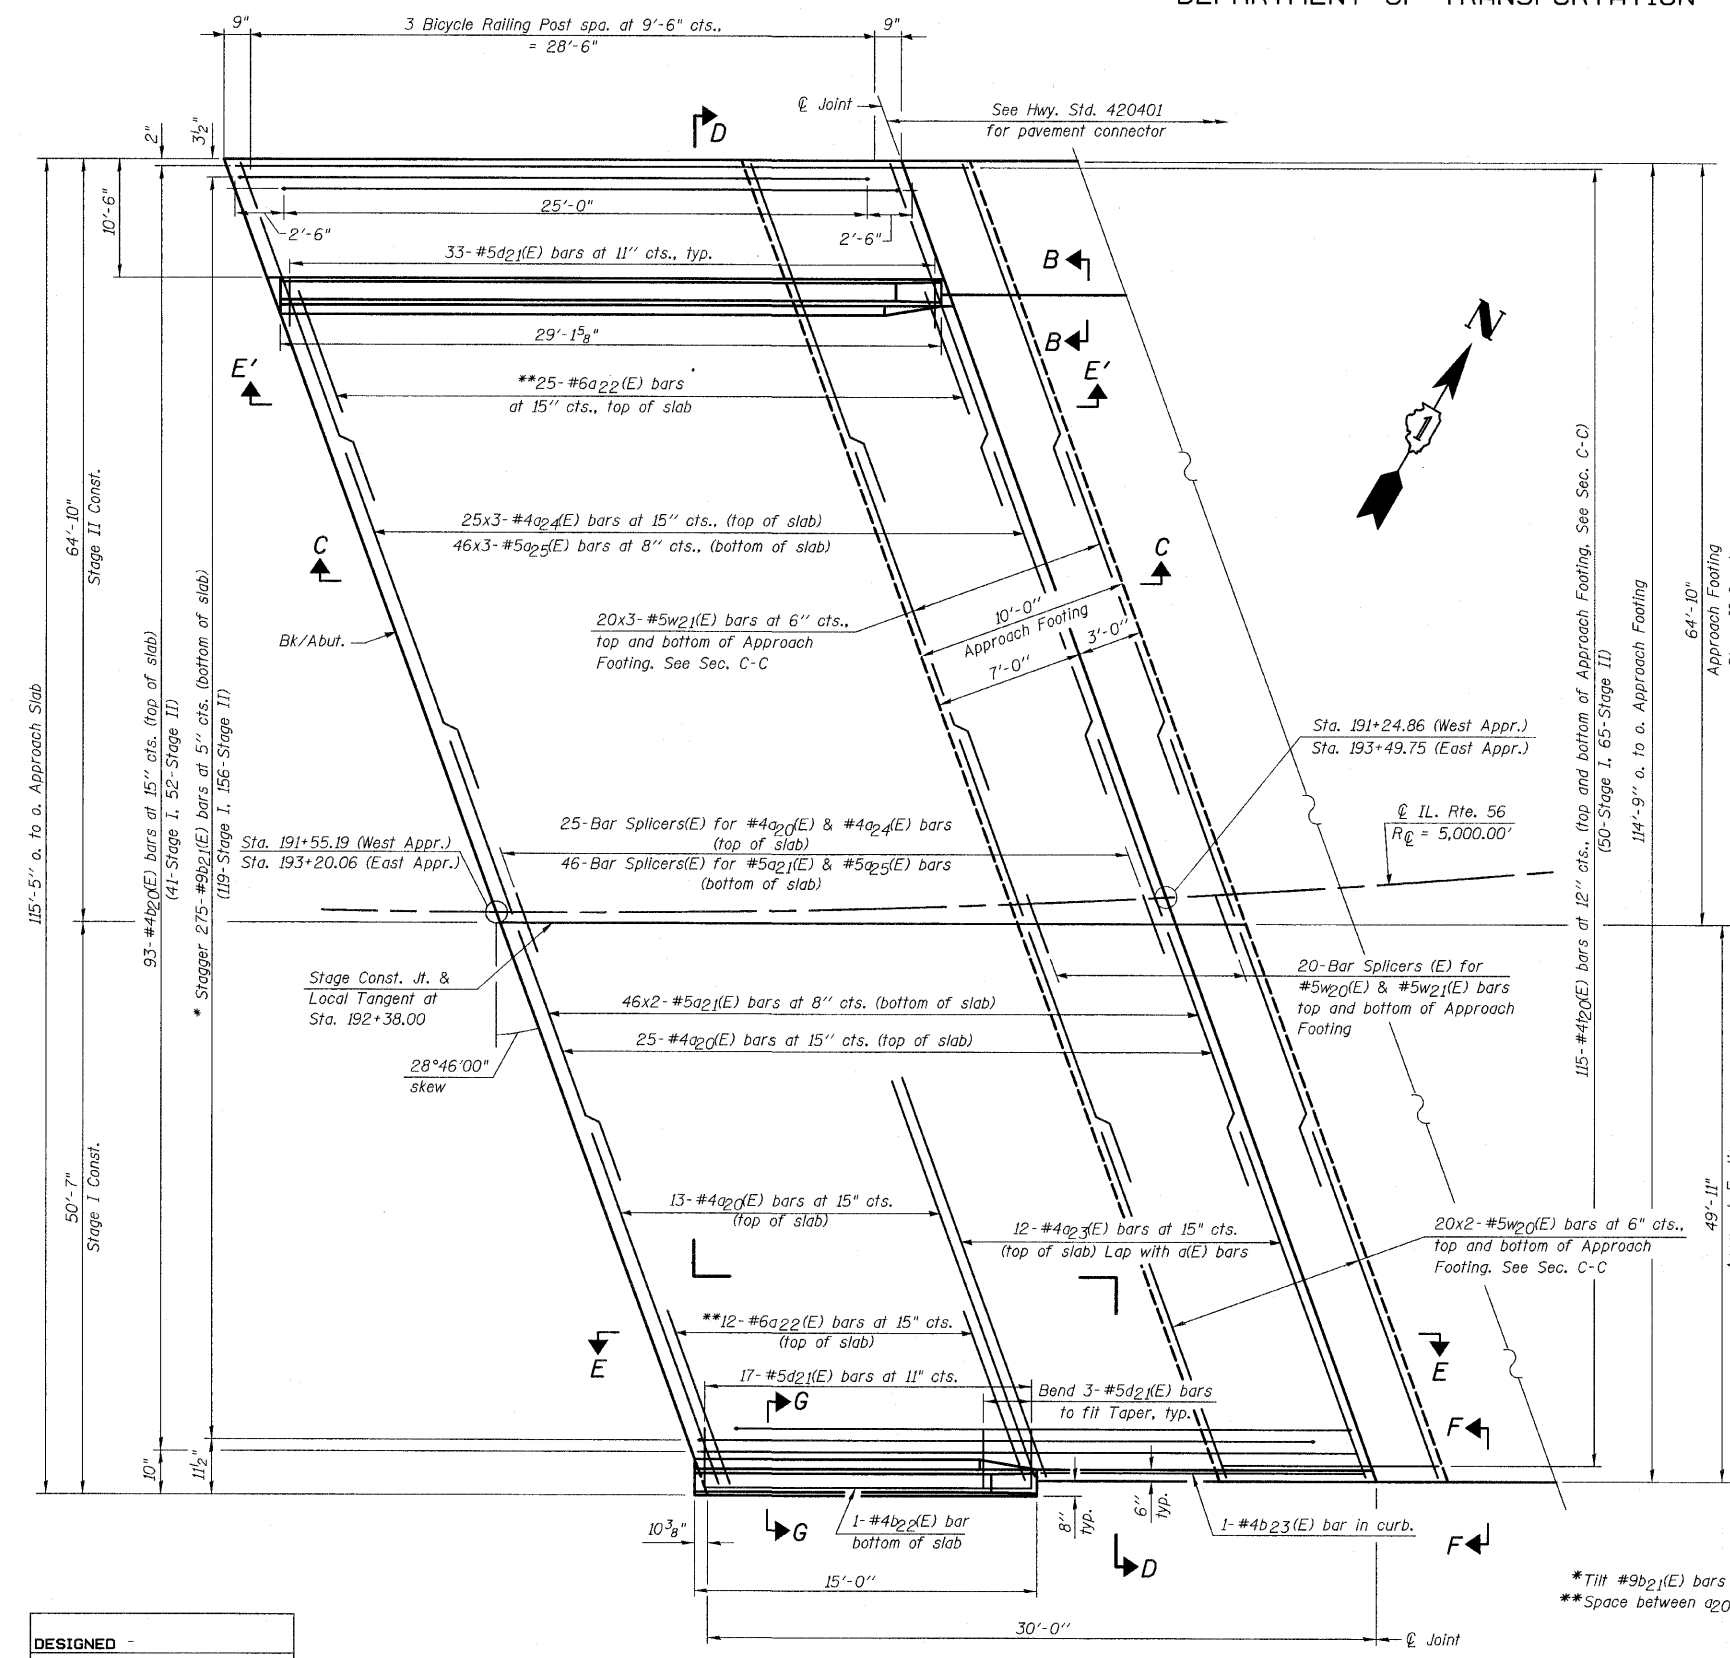 DEPARTMENT OF TRANSPORTATION
9"
3 Bicycle Railing Post spa. at 9'-6" cts.,
= 28'-6"
9"
℄ Joint
See Hwy. Std. 420401
for pavement connector
D
2"
3½"
10'-6"
25'-0"
2'-6"
2'-6"
33-#5d21(E) bars at 11" cts., typ.
B
29'-1⅝"
B
N
1
E'
E'
**25-#6a22(E) bars
at 15" cts., top of slab
64'-10"
Stage II Const.
25x3-#4a24(E) bars at 15" cts., (top of slab)
46x3-#5a25(E) bars at 8" cts., (bottom of slab)
C
C
20x3-#5w21(E) bars at 6" cts.,
top and bottom of Approach
Footing. See Sec. C-C
10'-0"
Approach Footing
3'-0"
7'-0"
Bk/Abut.
115'-5" o. to o. Approach Slab
93-#4b20(E) bars at 15" cts. (top of slab)
(41-Stage I, 52-Stage II)
* Stagger 275-#9b21(E) bars at 5" cts. (bottom of slab)
(119-Stage I, 156-Stage II)
115-#4t20(E) bars at 12" cts., (top and bottom of Approach Footing, See Sec. C-C)
(50-Stage I, 65-Stage II)
114'-9" o. to o. Approach Footing
64'-10"
Approach Footing
Sta. 191+24.86 (West Appr.)
Sta. 193+49.75 (East Appr.)
℄ IL. Rte. 56
R℄ = 5,000.00'
25-Bar Splicers(E) for #4a20(E) & #4a24(E) bars
(top of slab)
46-Bar Splicers(E) for #5a21(E) & #5a25(E) bars
(bottom of slab)
Sta. 191+55.19 (West Appr.)
Sta. 193+20.06 (East Appr.)
Stage Const. Jt. &
Local Tangent at
Sta. 192+38.00
20-Bar Splicers (E) for
#5w20(E) & #5w21(E) bars
top and bottom of Approach
Footing
46x2-#5a21(E) bars at 8" cts. (bottom of slab)
25-#4a20(E) bars at 15" cts. (top of slab)
28°46'00"
skew
50'-7"
Stage I Const.
49'-11"
13-#4a20(E) bars at 15" cts.
(top of slab)
12-#4a23(E) bars at 15" cts.
(top of slab) Lap with a(E) bars
20x2-#5w20(E) bars at 6" cts.,
top and bottom of Approach
Footing. See Sec. C-C
**12-#6a22(E) bars at 15" cts.
(top of slab)
E
E
17-#5d21(E) bars at 11" cts.
Bend 3-#5d21(E) bars
to fit Taper, typ.
G
F
10"
11½"
10⅜"
G
1-#4b22(E) bar
bottom of slab
8"
typ.
6"
typ.
1-#4b23(E) bar in curb.
F
D
15'-0"
*Tilt #9b21(E) bars
**Space between a20
30'-0"
℄ Joint
DESIGNED -